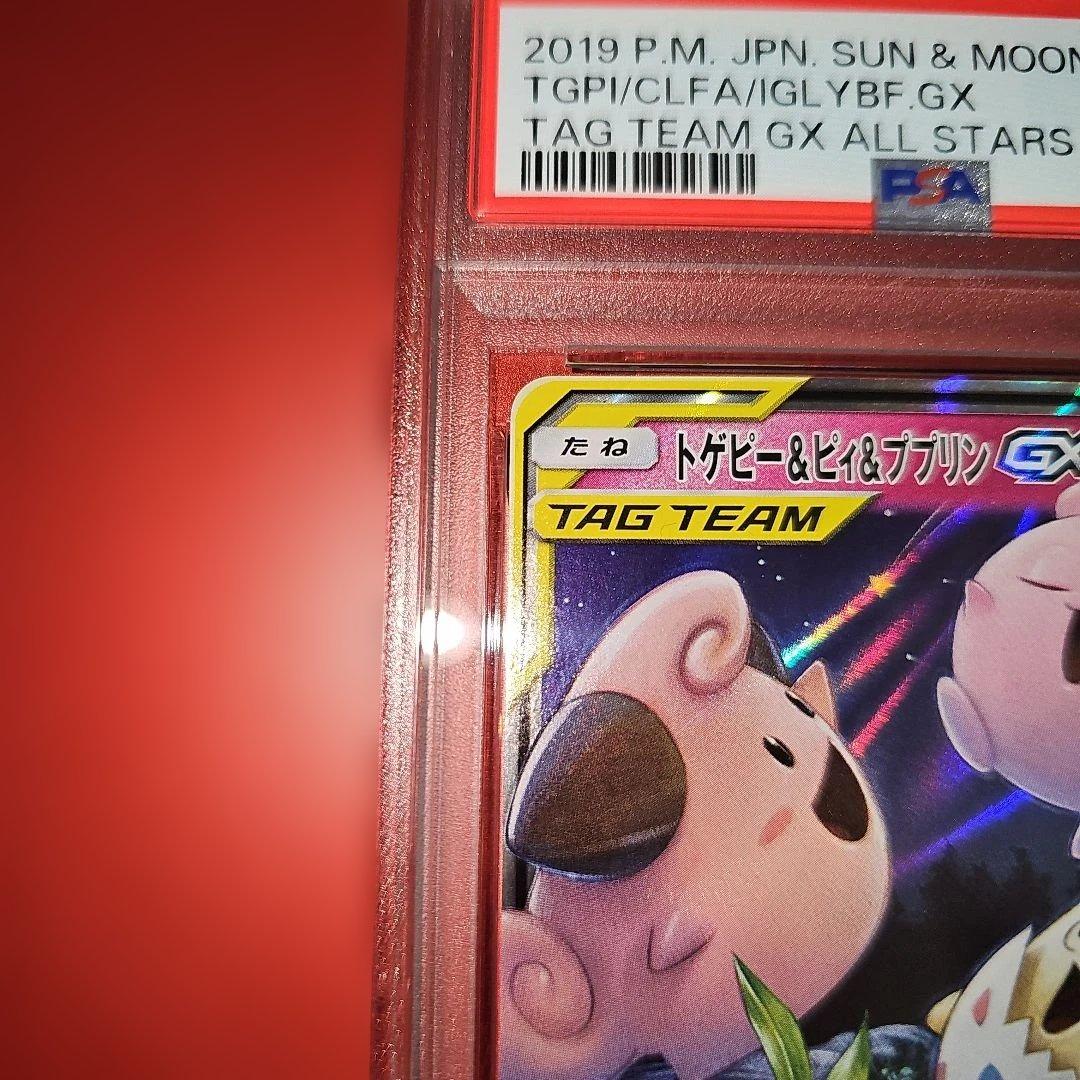 2019 P.M. JPN. SUN & MOON
TGPI/CLFA/IGLYBF.GX
TAG TEAM GX ALL STARS
PSA
たね トゲピー&ピィ&ププリン GX
TAG TEAM